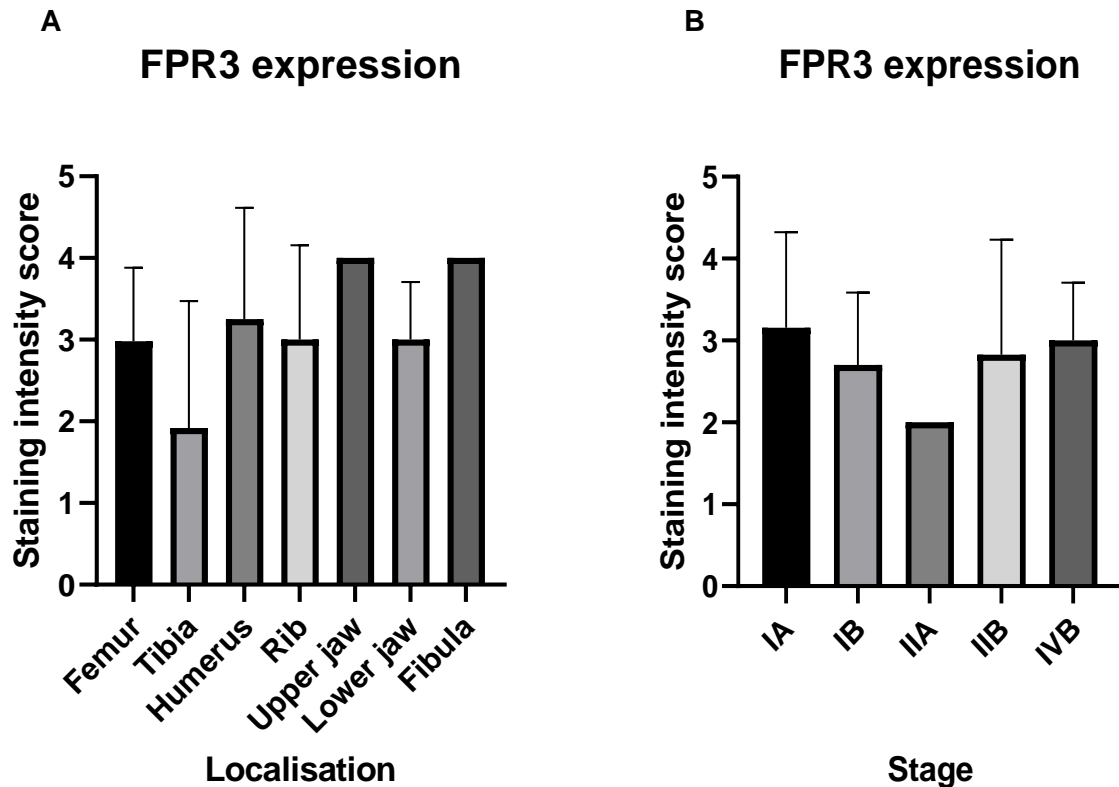 A
FPR3 expression
Staining intensity score
5
4
3
2
1
0
Femur
Tibia
Humerus
Rib
Upper jaw
Lower jaw
Fibula
Localisation
B
FPR3 expression
Staining intensity score
5
4
3
2
1
0
IA
IB
IIA
IIB
IVB
Stage